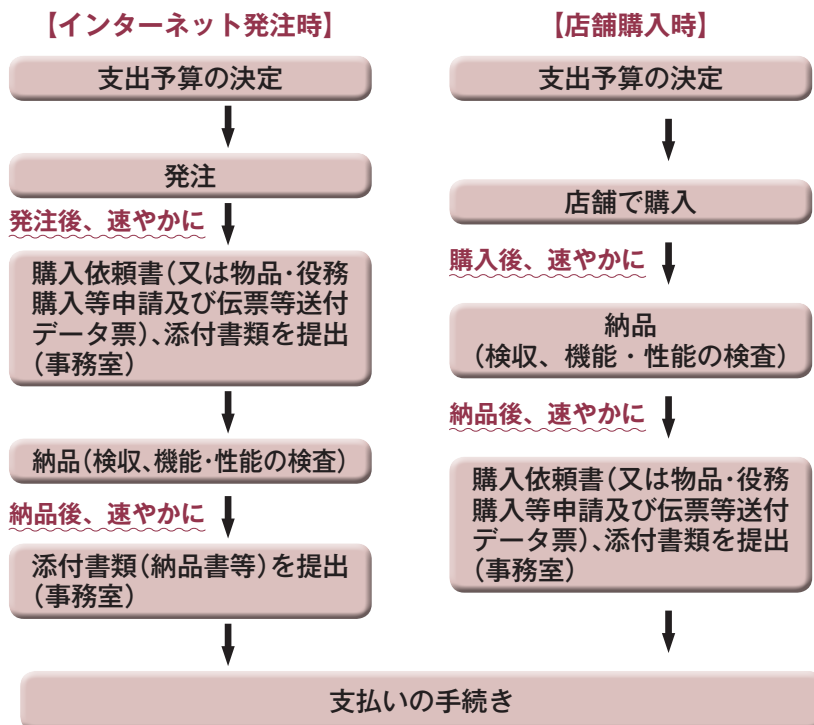 【インターネット発注時】
支出予算の決定
発注
発注後、速やかに
購入依頼書(又は物品・役務
購入等申請及び伝票等送付
データ票)、添付書類を提出
(事務室)
納品(検収、機能・性能の検査)
納品後、速やかに
添付書類(納品書等)を提出
(事務室)
【店舗購入時】
支出予算の決定
店舗で購入
購入後、速やかに
納品
(検収、機能・性能の検査)
納品後、速やかに
購入依頼書(又は物品・役務
購入等申請及び伝票等送付
データ票)、添付書類を提出
(事務室)
支払いの手続き